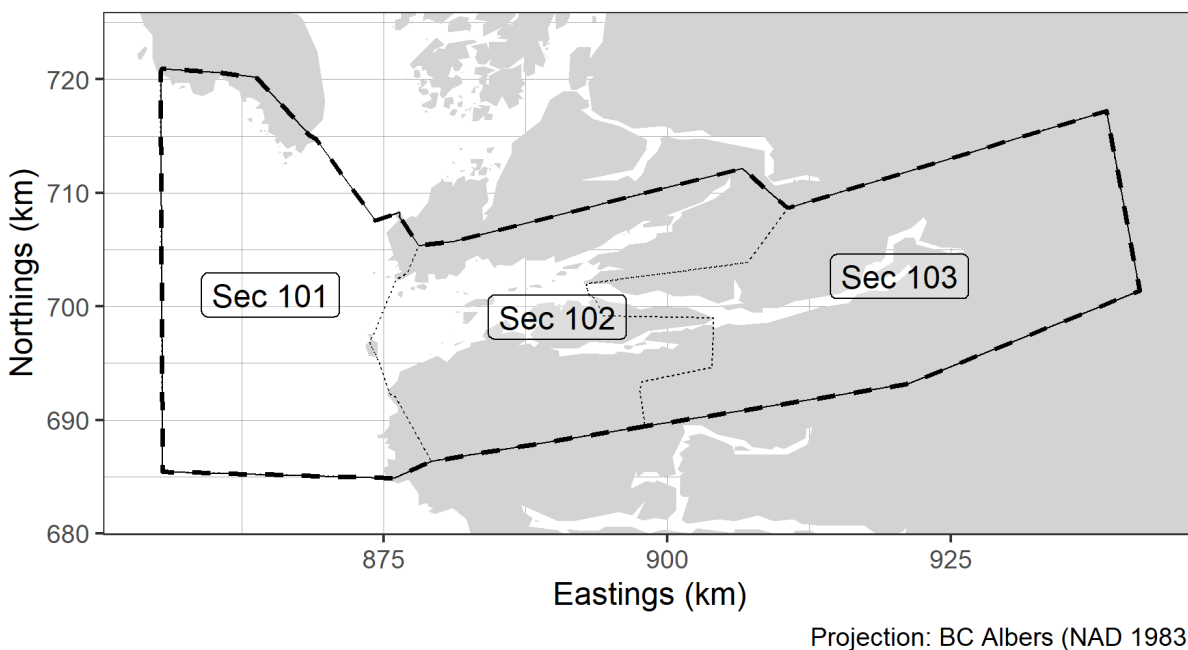 720
710
700
690
680
Northings (km)
Sec 101
Sec 102
Sec 103
875
900
925
Eastings (km)
Projection: BC Albers (NAD 1983